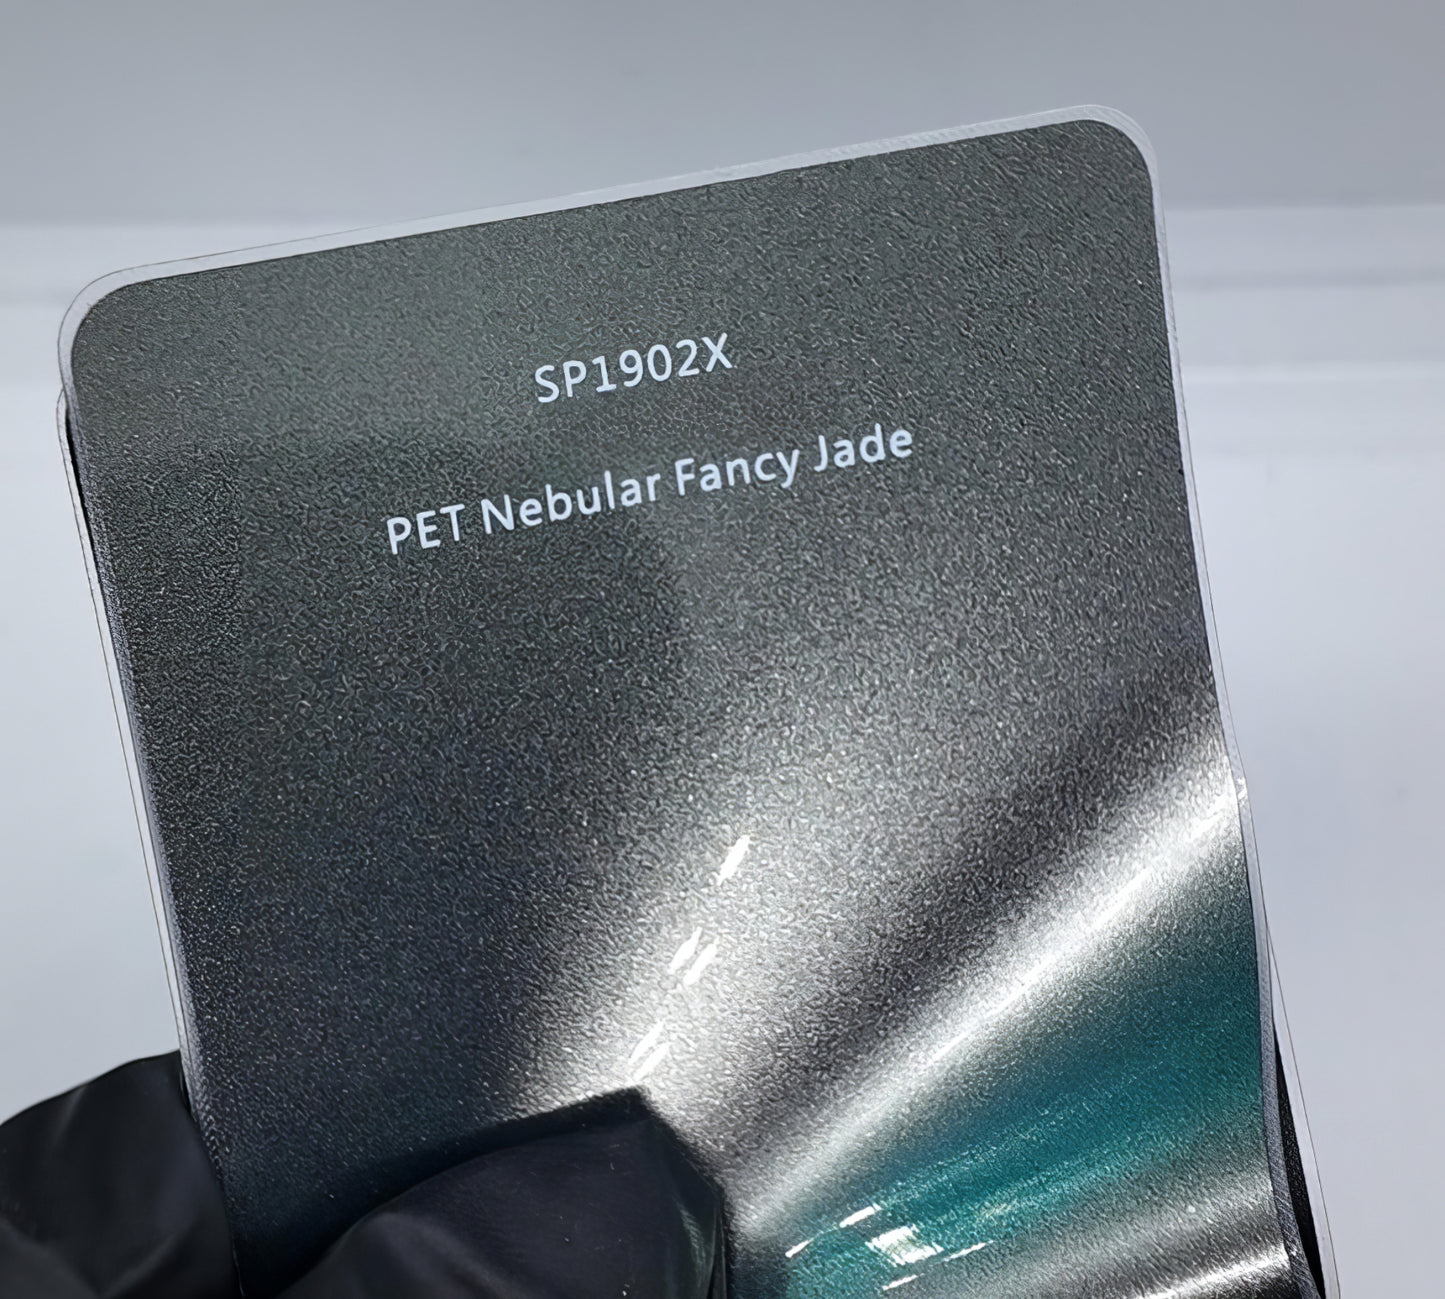 SP1902X
PET Nebular Fancy Jade